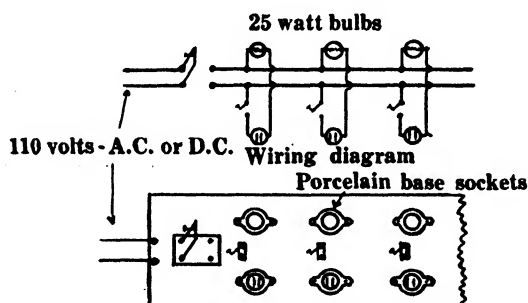 25 watt bulbs
110 volts - A.C. or D.C.
Wiring diagram
Porcelain base sockets